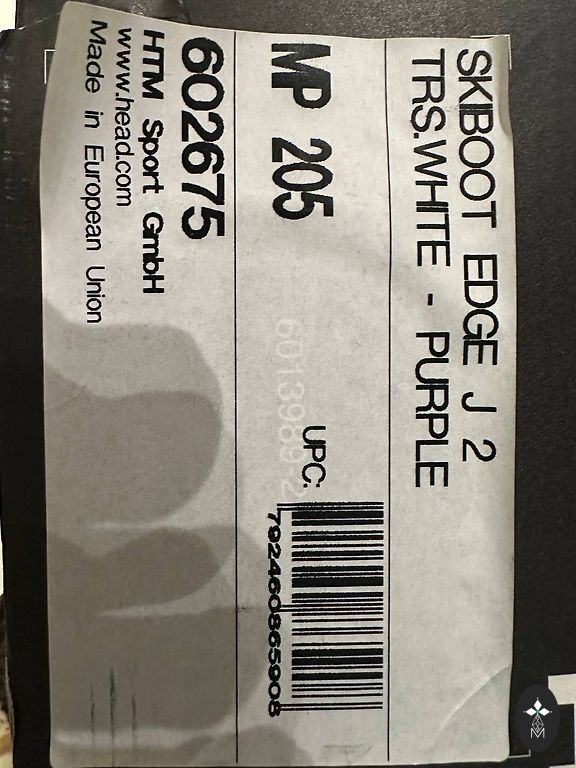 SKIBOOT EDGE J 2
TRS.WHITE - PURPLE
MP 205
UPC:
792460865908
602675
HTM Sport GmbH
www.head.com
Made in European Union